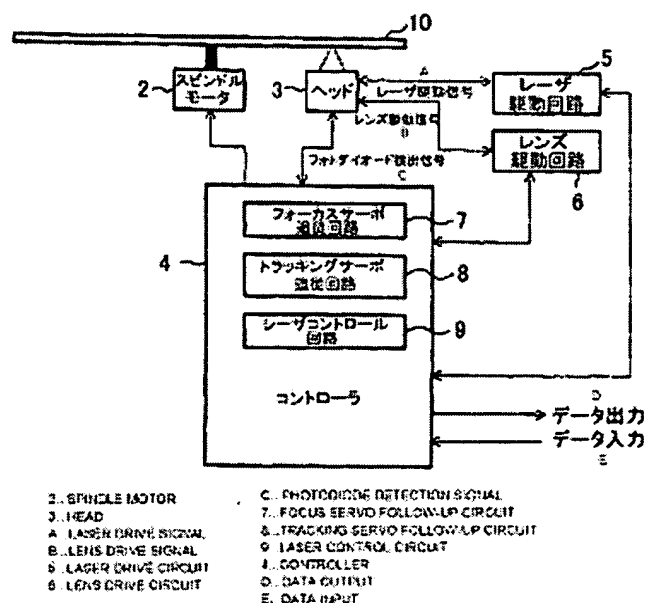 10
5
2
スピンドル
モータ
3
ヘッド
A
レーザ駆動信号
レーザ
駆動回路
レンズ駆動信号
B
レンズ
駆動回路
6
フォトダイオード検出信号
C
4
フォーカスサーボ
追従回路
7
トラッキングサーボ
追従回路
8
レーザコントロール
回路
9
コントローラ
D
データ出力
データ入力
E
2...SPINDLE MOTOR
3...HEAD
A...LASER DRIVE SIGNAL
B...LENS DRIVE SIGNAL
5...LASER DRIVE CIRCUIT
6...LENS DRIVE CIRCUIT
C...PHOTODIODE DETECTION SIGNAL
7...FOCUS SERVO FOLLOW-UP CIRCUIT
8...TRACKING SERVO FOLLOW-UP CIRCUIT
9...LASER CONTROL CIRCUIT
4...CONTROLLER
D...DATA OUTPUT
E...DATA INPUT